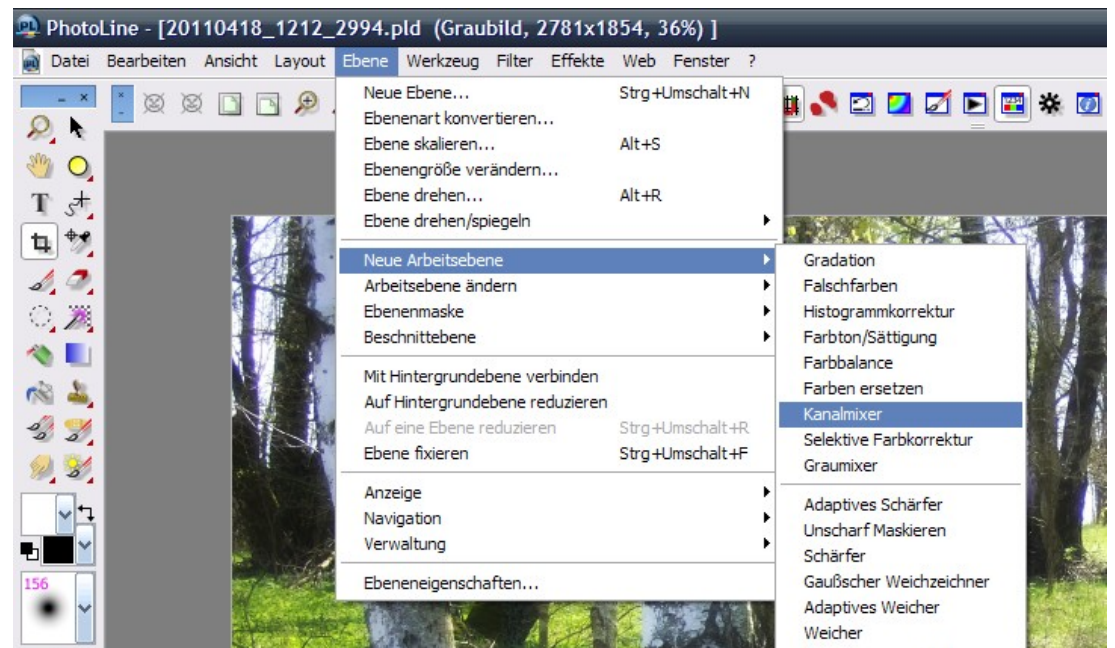 PhotoLine - [20110418_1212_2994.pld (Graubild, 2781x1854, 36%) ]
Datei Bearbeiten Ansicht Layout Ebene Werkzeug Filter Effekte Web Fenster ?
Neue Ebene... Strg+Umschalt+N
Ebenenart konvertieren...
Ebene skalieren... Alt+S
Ebenengröße verändern...
Ebene drehen... Alt+R
Ebene drehen/spiegeln
Neue Arbeitsebene
Arbeitsebene ändern
Ebenenmaske
Beschnittebene
Mit Hintergrundebene verbinden
Auf Hintergrundebene reduzieren
Auf eine Ebene reduzieren Strg+Umschalt+R
Ebene fixieren Strg+Umschalt+F
Anzeige
Navigation
Verwaltung
Ebeneneigenschaften...
Gradation
Falschfarben
Histogrammkorrektur
Farbton/Sättigung
Farbbalance
Farben ersetzen
Kanalmixer
Selektive Farbkorrektur
Graumixer
Adaptives Schärfer
Unscharf Maskieren
Schärfer
Gaußscher Weichzeichner
Adaptives Weicher
Weicher
156